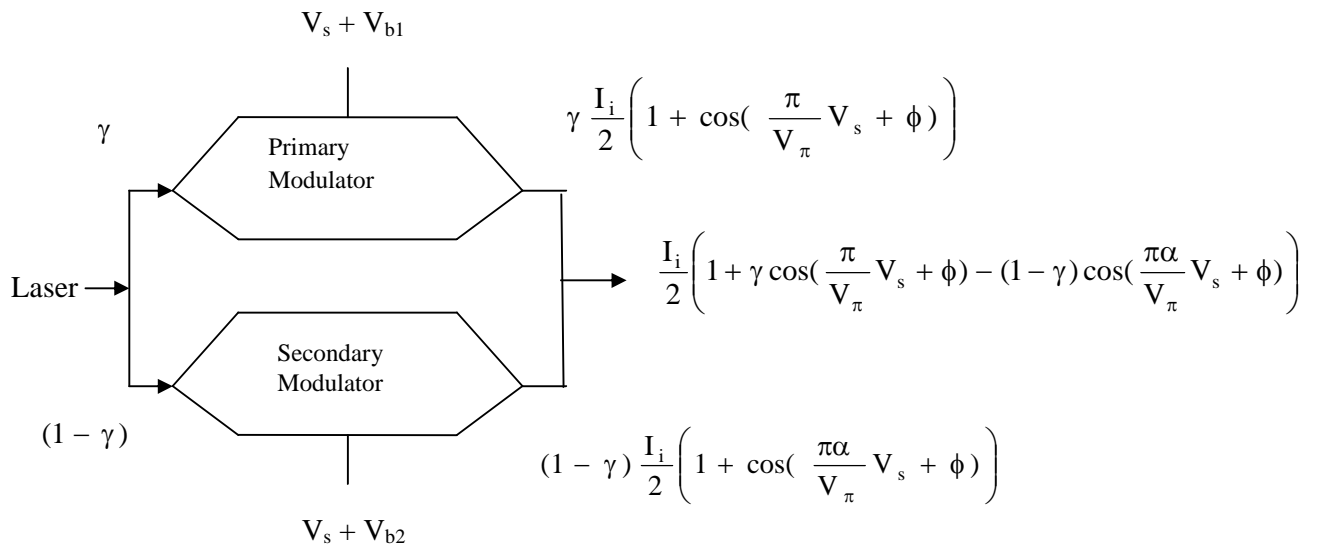 V_s + V_b1
γ
γ I_i/2 ( 1 + cos( π/V_π V_s + φ ) )
Primary
Modulator
Laser
I_i/2 ( 1 + γ cos( π/V_π V_s + φ) − (1 − γ) cos( πα/V_π V_s + φ) )
Secondary
Modulator
(1 − γ)
(1 − γ) I_i/2 ( 1 + cos( πα/V_π V_s + φ ) )
V_s + V_b2